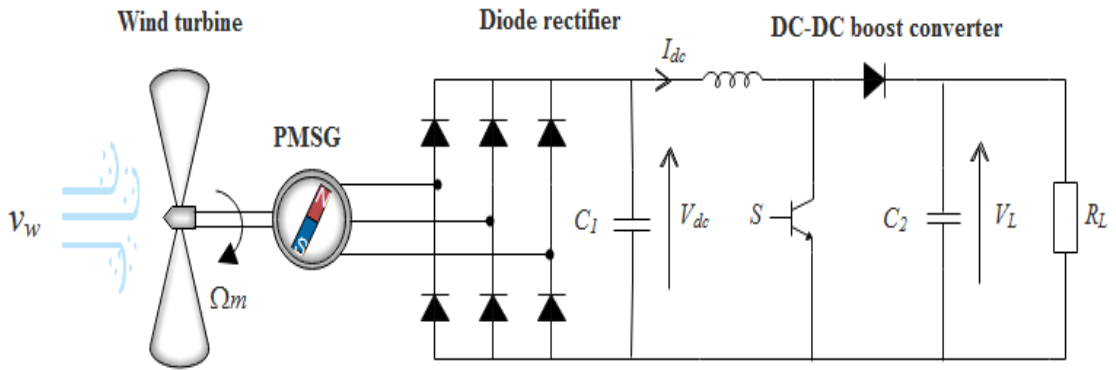 Wind turbine
Diode rectifier
DC-DC boost converter
I_dc
PMSG
N
S
v_w
Ωm
C_1
V_dc
S
C_2
V_L
R_L